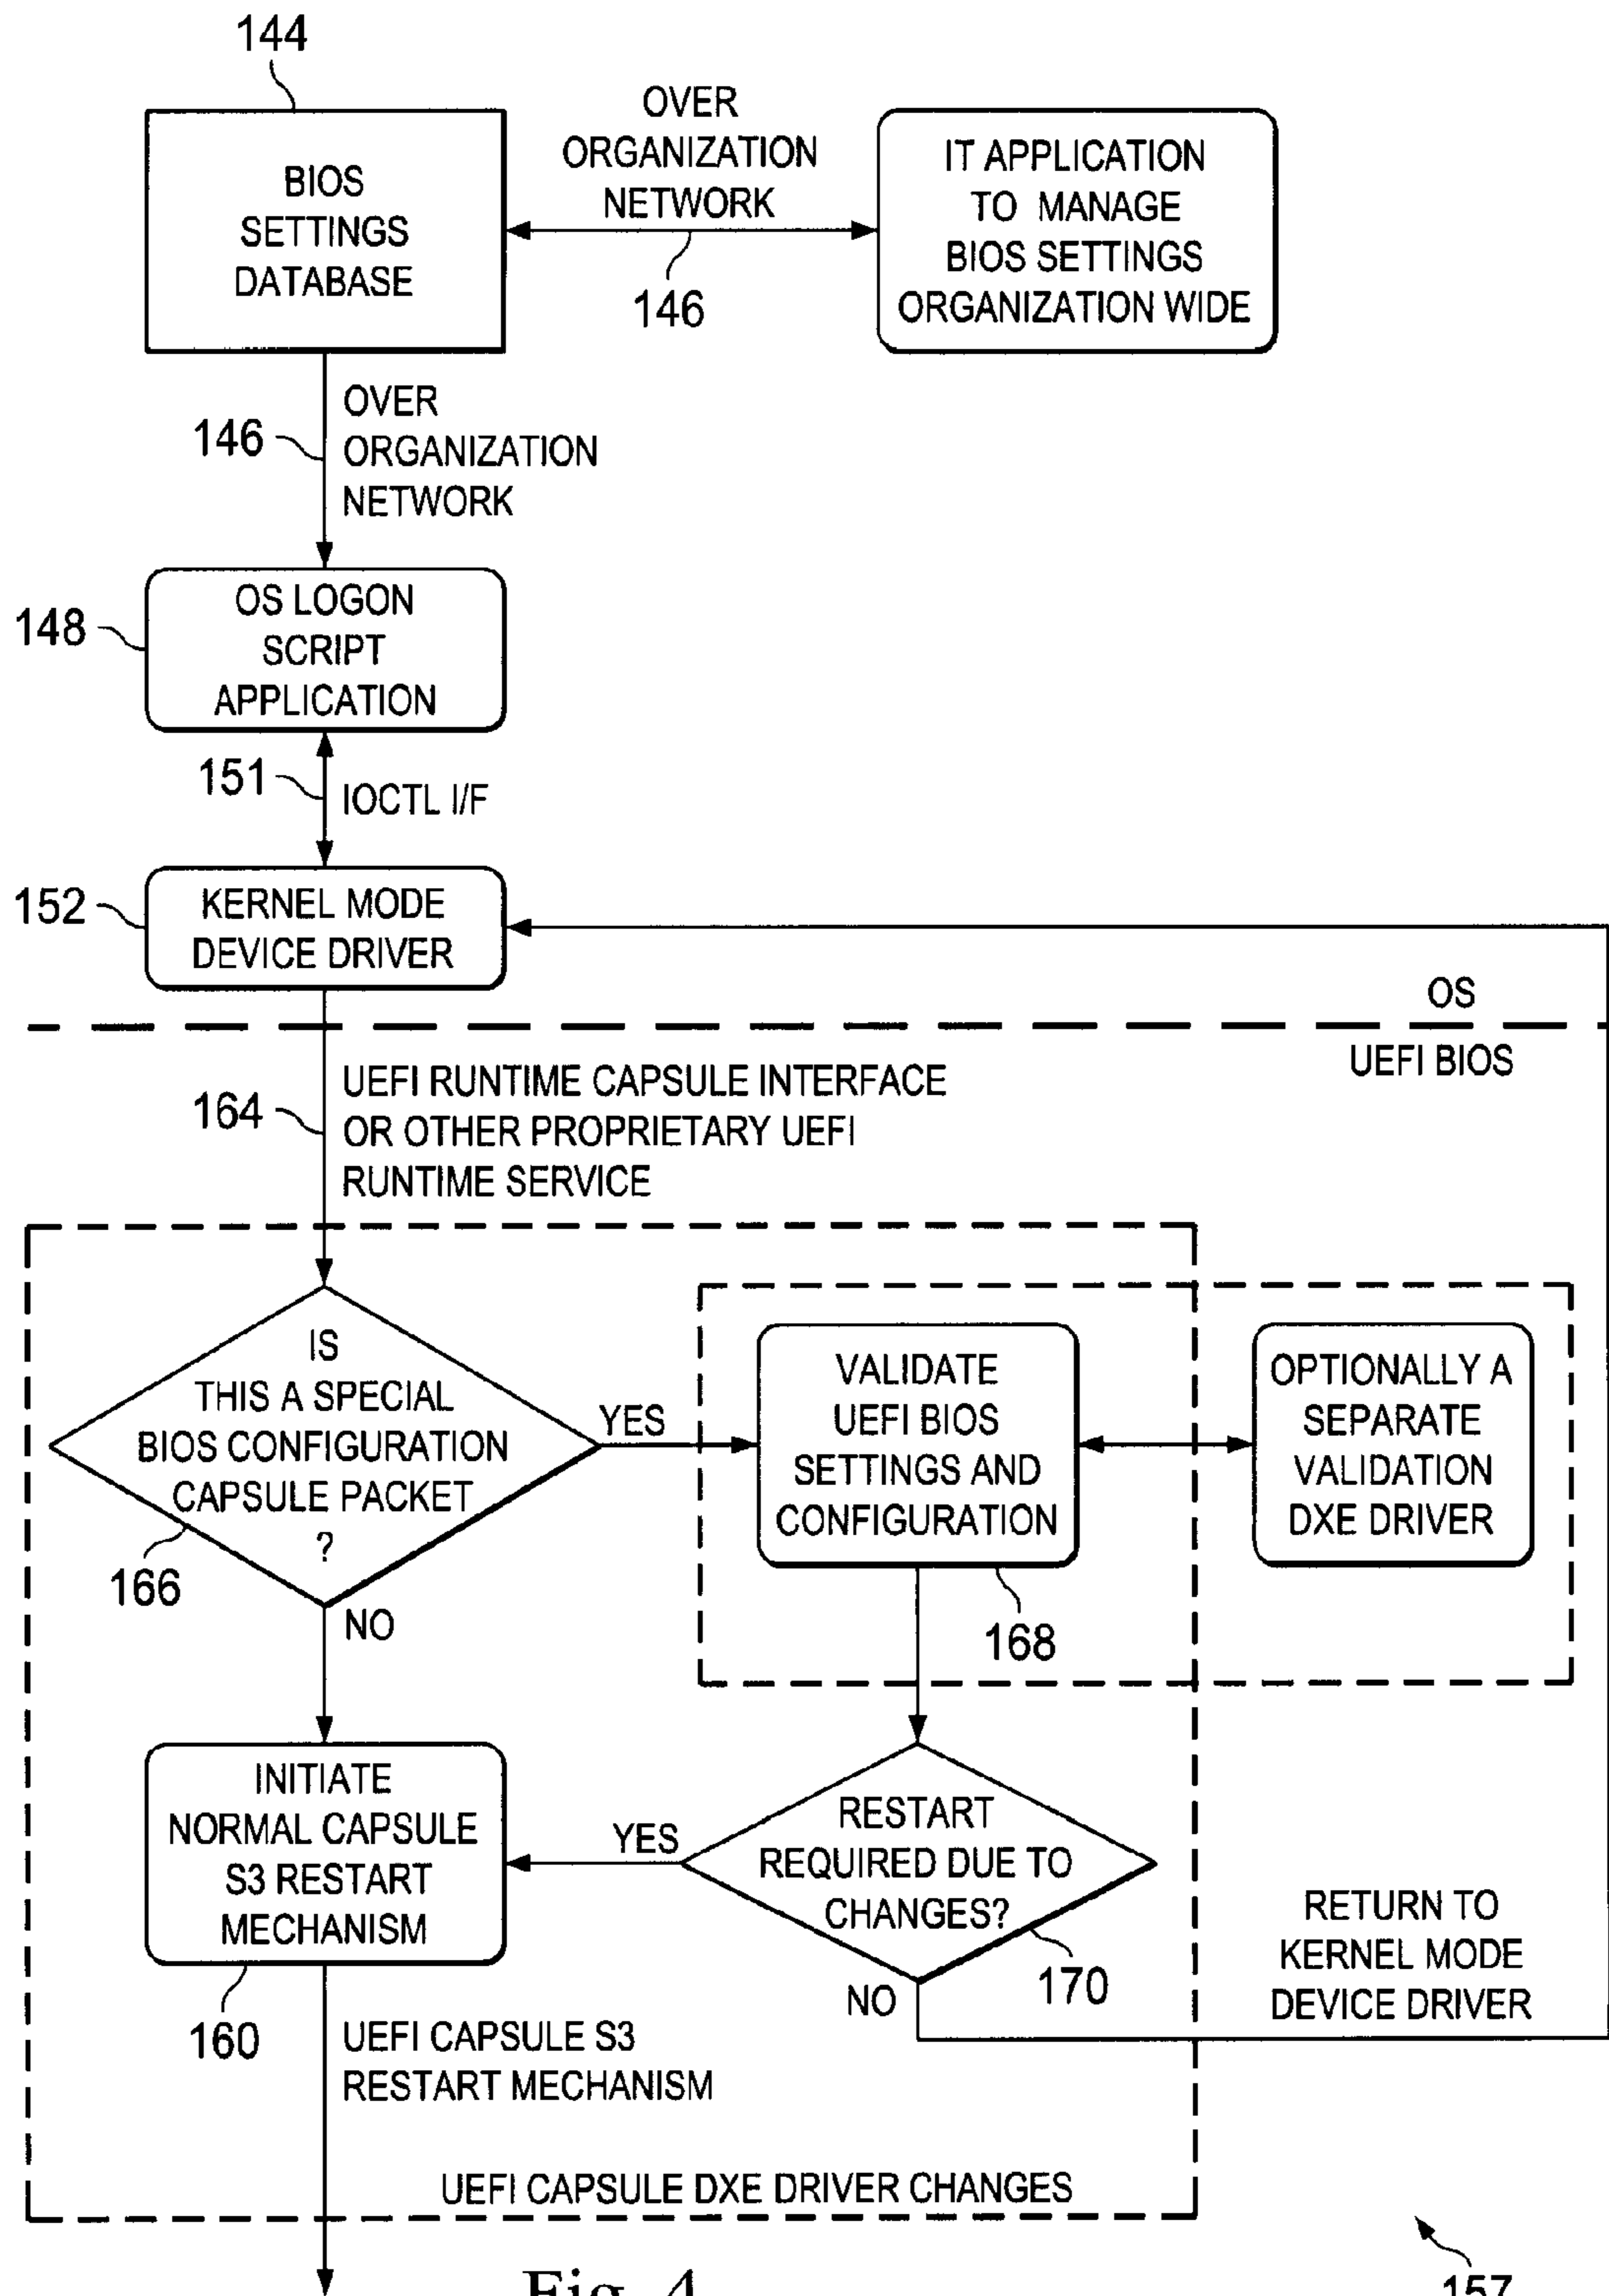 144
BIOS
SETTINGS
DATABASE
OVER
ORGANIZATION
NETWORK
146
IT APPLICATION
TO MANAGE
BIOS SETTINGS
ORGANIZATION WIDE
146
OVER
ORGANIZATION
NETWORK
148
OS LOGON
SCRIPT
APPLICATION
151
IOCTL I/F
152
KERNEL MODE
DEVICE DRIVER
OS
UEFI BIOS
164
UEFI RUNTIME CAPSULE INTERFACE
OR OTHER PROPRIETARY UEFI
RUNTIME SERVICE
IS
THIS A SPECIAL
BIOS CONFIGURATION
CAPSULE PACKET
?
166
YES
NO
VALIDATE
UEFI BIOS
SETTINGS AND
CONFIGURATION
168
OPTIONALLY A
SEPARATE
VALIDATION
DXE DRIVER
INITIATE
NORMAL CAPSULE
S3 RESTART
MECHANISM
160
YES
RESTART
REQUIRED DUE TO
CHANGES?
170
NO
RETURN TO
KERNEL MODE
DEVICE DRIVER
UEFI CAPSULE S3
RESTART MECHANISM
UEFI CAPSULE DXE DRIVER CHANGES
Fig. 4
157